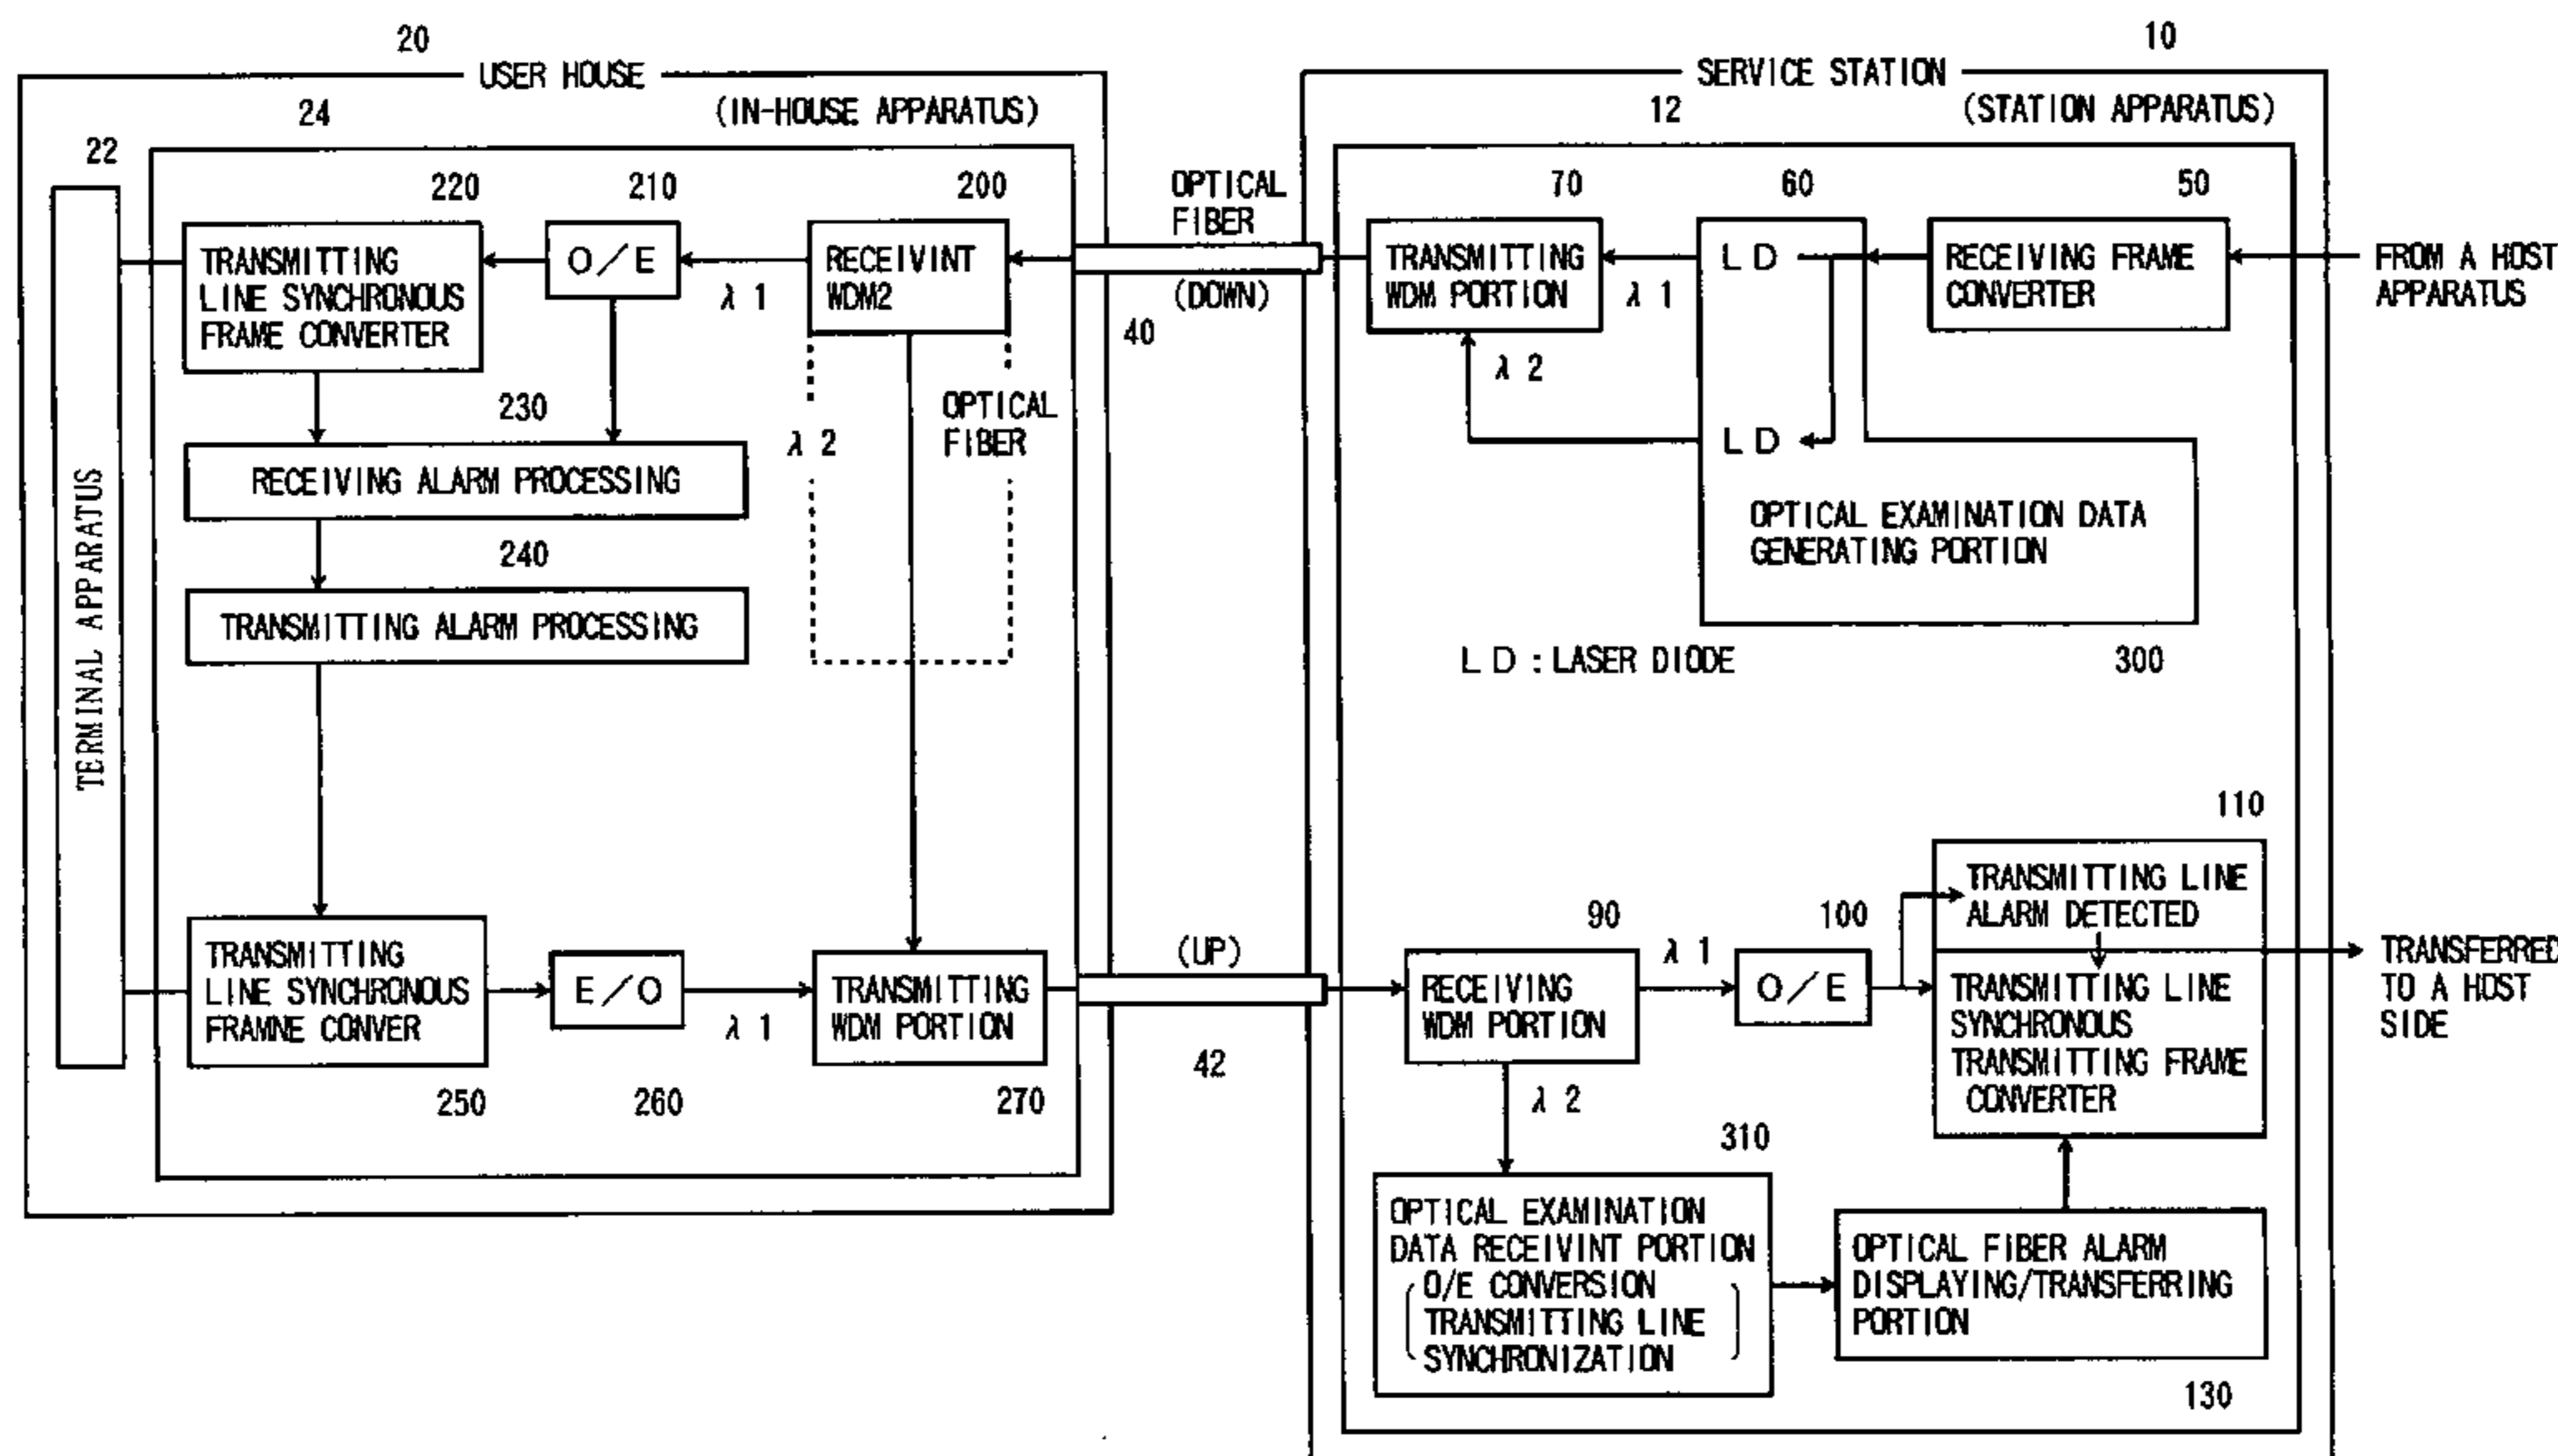 20
USER HOUSE
24
(IN-HOUSE APPARATUS)
22
220
210
200
TRANSMITTING
LINE SYNCHRONOUS
FRAME CONVERTER
O/E
λ 1
RECEIVINT
WDM2
230
λ 2
OPTICAL
FIBER
RECEIVING ALARM PROCESSING
240
TRANSMITTING ALARM PROCESSING
TERMINAL APPARATUS
TRANSMITTING
LINE SYNCHRONOUS
FRAMNE CONVER
E/O
λ 1
TRANSMITTING
WDM PORTION
250
260
270
OPTICAL
FIBER
(DOWN)
40
(UP)
42
10
SERVICE STATION
12
(STATION APPARATUS)
70
60
50
TRANSMITTING
WDM PORTION
λ 1
LD
RECEIVING FRAME
CONVERTER
FROM A HOST
APPARATUS
λ 2
LD
OPTICAL EXAMINATION DATA
GENERATING PORTION
LD : LASER DIODE
300
110
90
λ 1
100
TRANSMITTING LINE
ALARM DETECTED
RECEIVING
WDM PORTION
O/E
TRANSMITTING LINE
SYNCHRONOUS
TRANSMITTING FRAME
CONVERTER
TRANSFERRED
TO A HOST
SIDE
λ 2
310
OPTICAL EXAMINATION
DATA RECEIVINT PORTION
O/E CONVERSION
TRANSMITTING LINE
SYNCHRONIZATION
OPTICAL FIBER ALARM
DISPLAYING/TRANSFERRING
PORTION
130